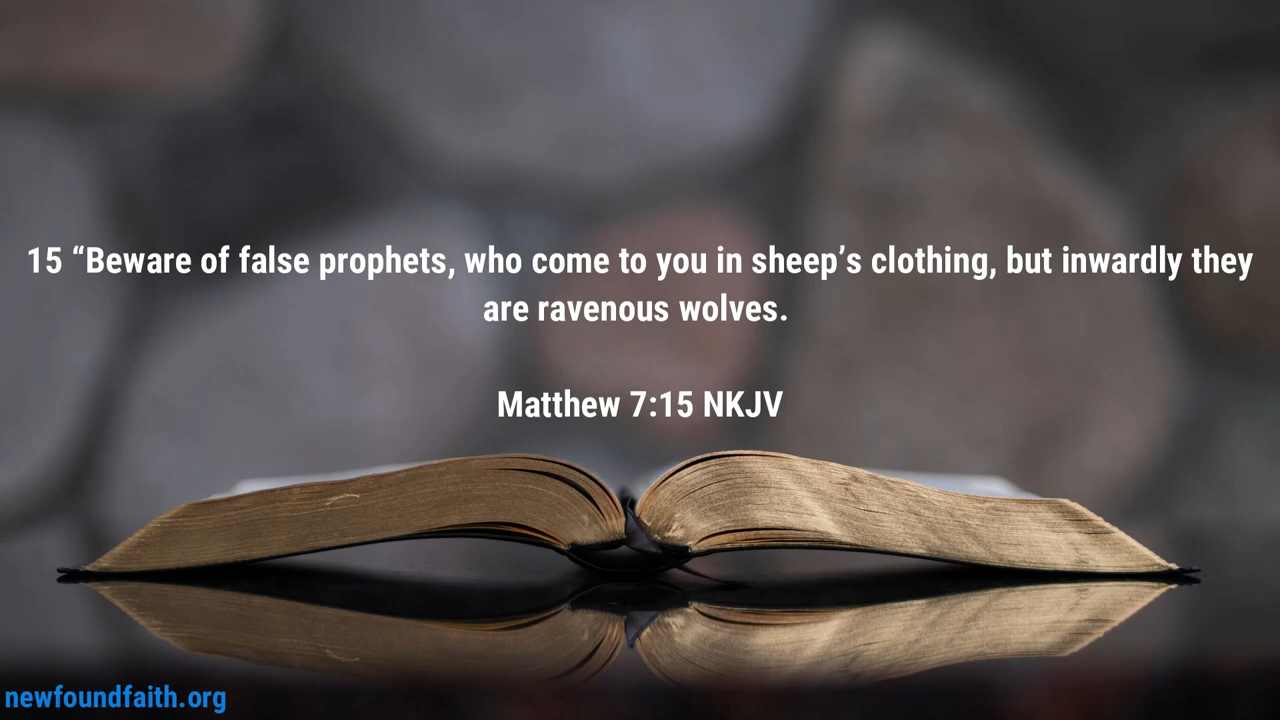 15 “Beware of false prophets, who come to you in sheep’s clothing, but inwardly they
are ravenous wolves.
Matthew 7:15 NKJV
newfoundfaith.org